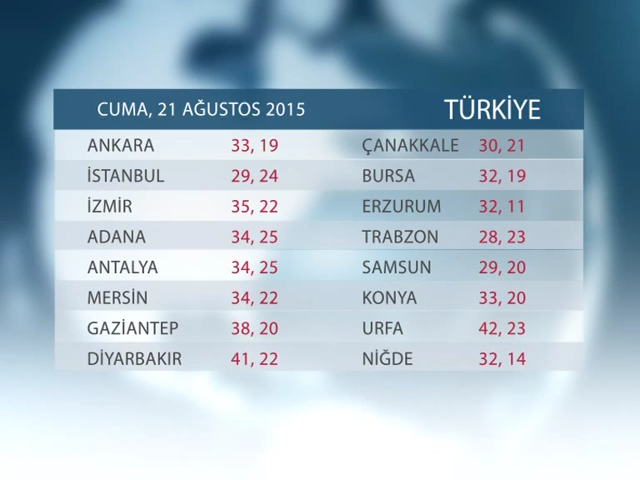 CUMA, 21 AĞUSTOS 2015 TÜRKİYE
ANKARA 33, 19 ÇANAKKALE 30, 21
İSTANBUL 29, 24 BURSA 32, 19
İZMİR 35, 22 ERZURUM 32, 11
ADANA 34, 25 TRABZON 28, 23
ANTALYA 34, 25 SAMSUN 29, 20
MERSİN 34, 22 KONYA 33, 20
GAZİANTEP 38, 20 URFA 42, 23
DİYARBAKIR 41, 22 NİĞDE 32, 14